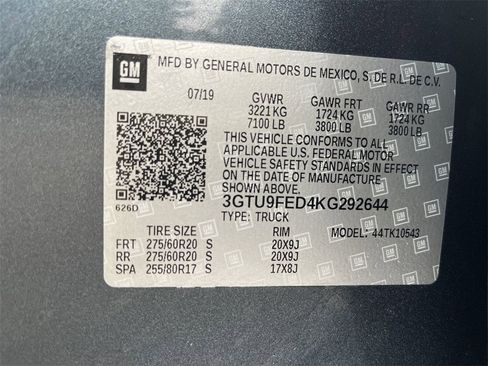 GM
MFD BY GENERAL MOTORS DE MEXICO, S. DE R.L. DE C.V.
07/19 GVWR GAWR FRT GAWR RR
3221 KG 1724 KG 1724 KG
7100 LB 3800 LB 3800 LB
THIS VEHICLE CONFORMS TO ALL
APPLICABLE U.S. FEDERAL MOTOR
VEHICLE SAFETY STANDARDS IN EFFECT
ON THE DATE OF MANUFACTURE
SHOWN ABOVE.
626D 3GTU9FED4KG292644
TYPE: TRUCK
TIRE SIZE RIM MODEL: 44TK10543
FRT 275/60R20 S 20X9J
RR 275/60R20 S 20X9J
SPA 255/80R17 S 17X8J